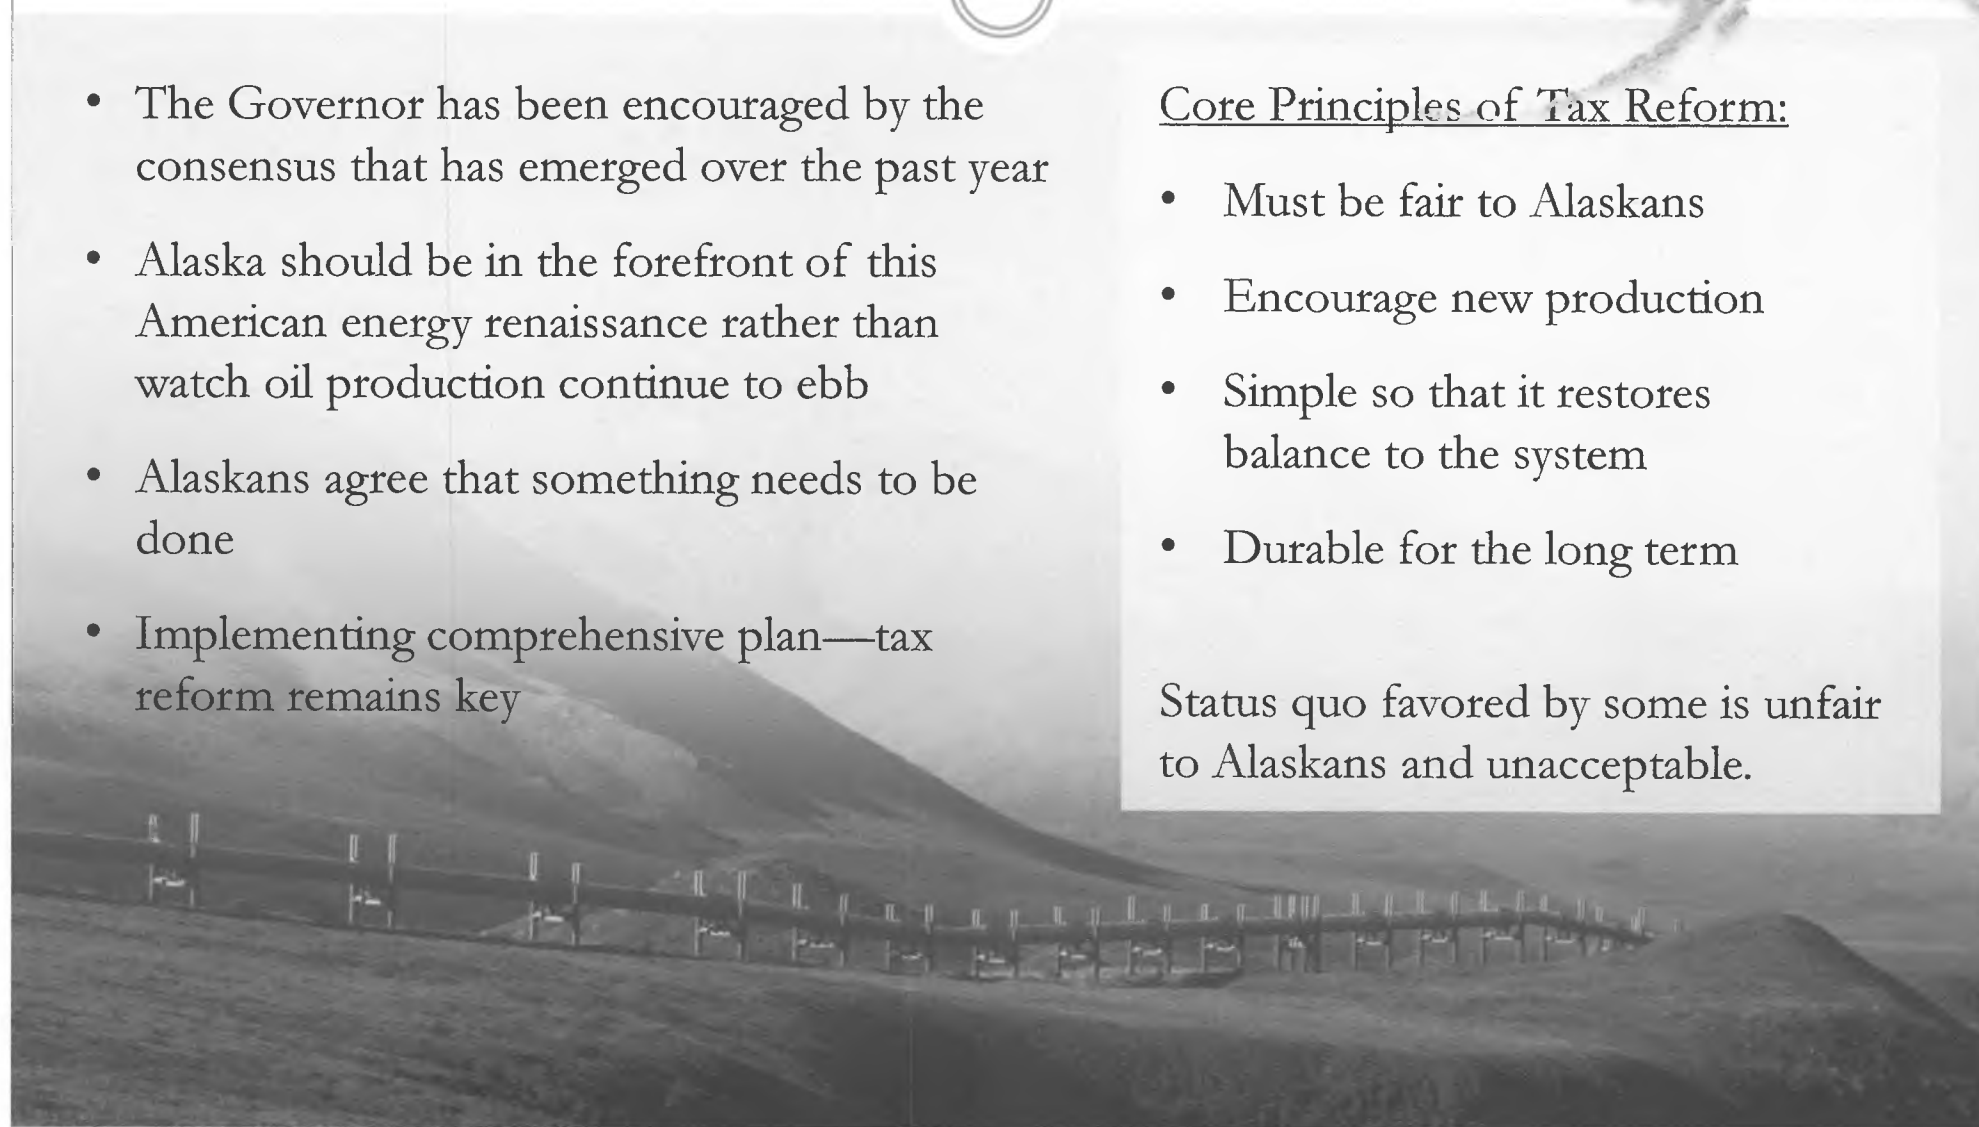 • The Governor has been encouraged by the
consensus that has emerged over the past year
• Alaska should be in the forefront of this
American energy renaissance rather than
watch oil production continue to ebb
• Alaskans agree that something needs to be
done
• Implementing comprehensive plan—tax
reform remains key
Core Principles of Tax Reform:
• Must be fair to Alaskans
• Encourage new production
• Simple so that it restores
balance to the system
• Durable for the long term
Status quo favored by some is unfair
to Alaskans and unacceptable.